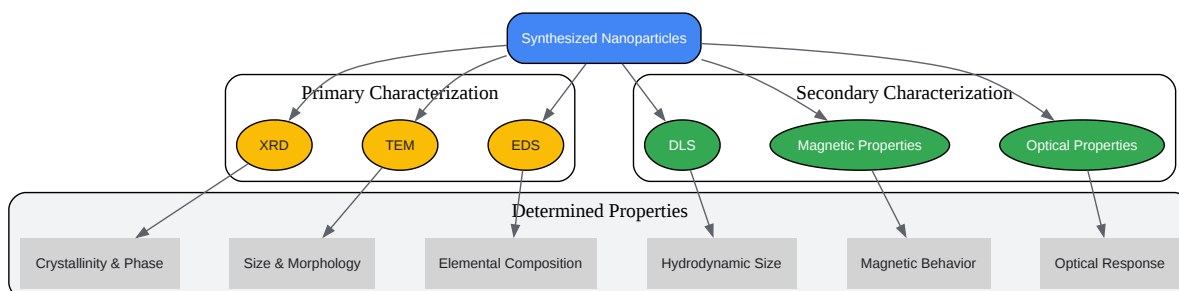 Synthesized Nanoparticles
Primary Characterization
Secondary Characterization
XRD
TEM
EDS
DLS
Magnetic Properties
Optical Properties
Determined Properties
Crystallinity & Phase
Size & Morphology
Elemental Composition
Hydrodynamic Size
Magnetic Behavior
Optical Response